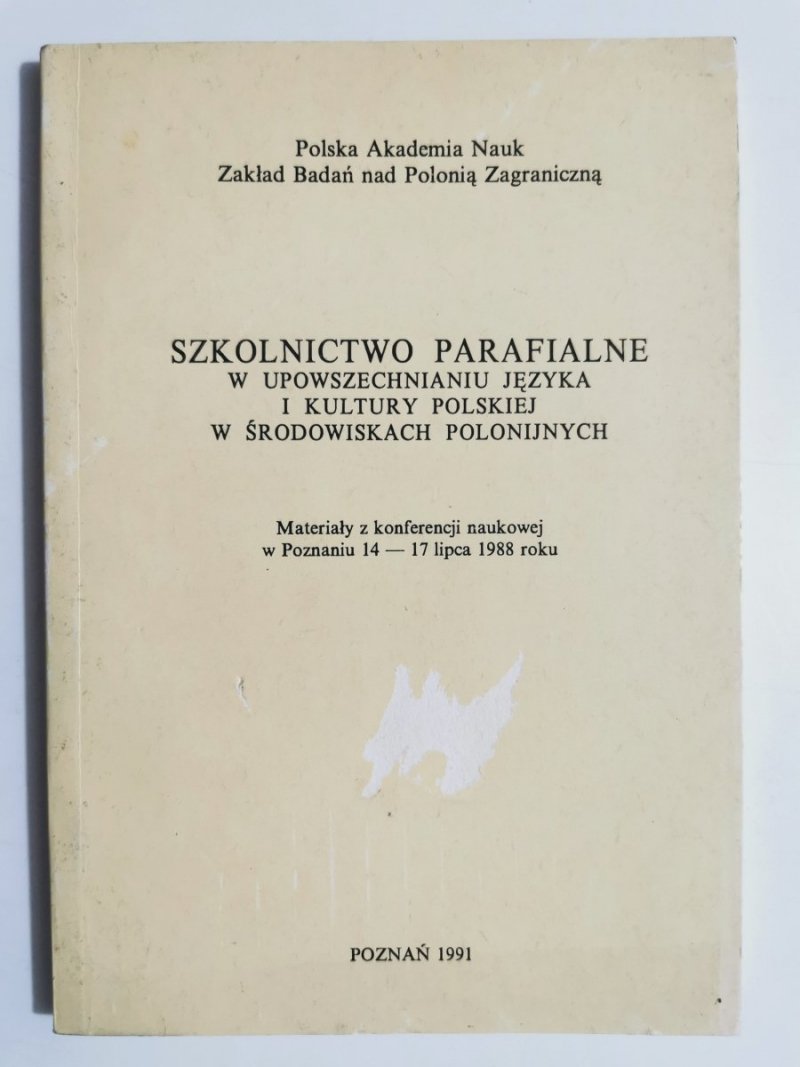 Polska Akademia Nauk
Zakład Badań nad Polonią Zagraniczną
SZKOLNICTWO PARAFIALNE
W UPOWSZECHNIANIU JĘZYKA
I KULTURY POLSKIEJ
W ŚRODOWISKACH POLONIJNYCH
Materiały z konferencji naukowej
w Poznaniu 14 — 17 lipca 1988 roku
POZNAŃ 1991